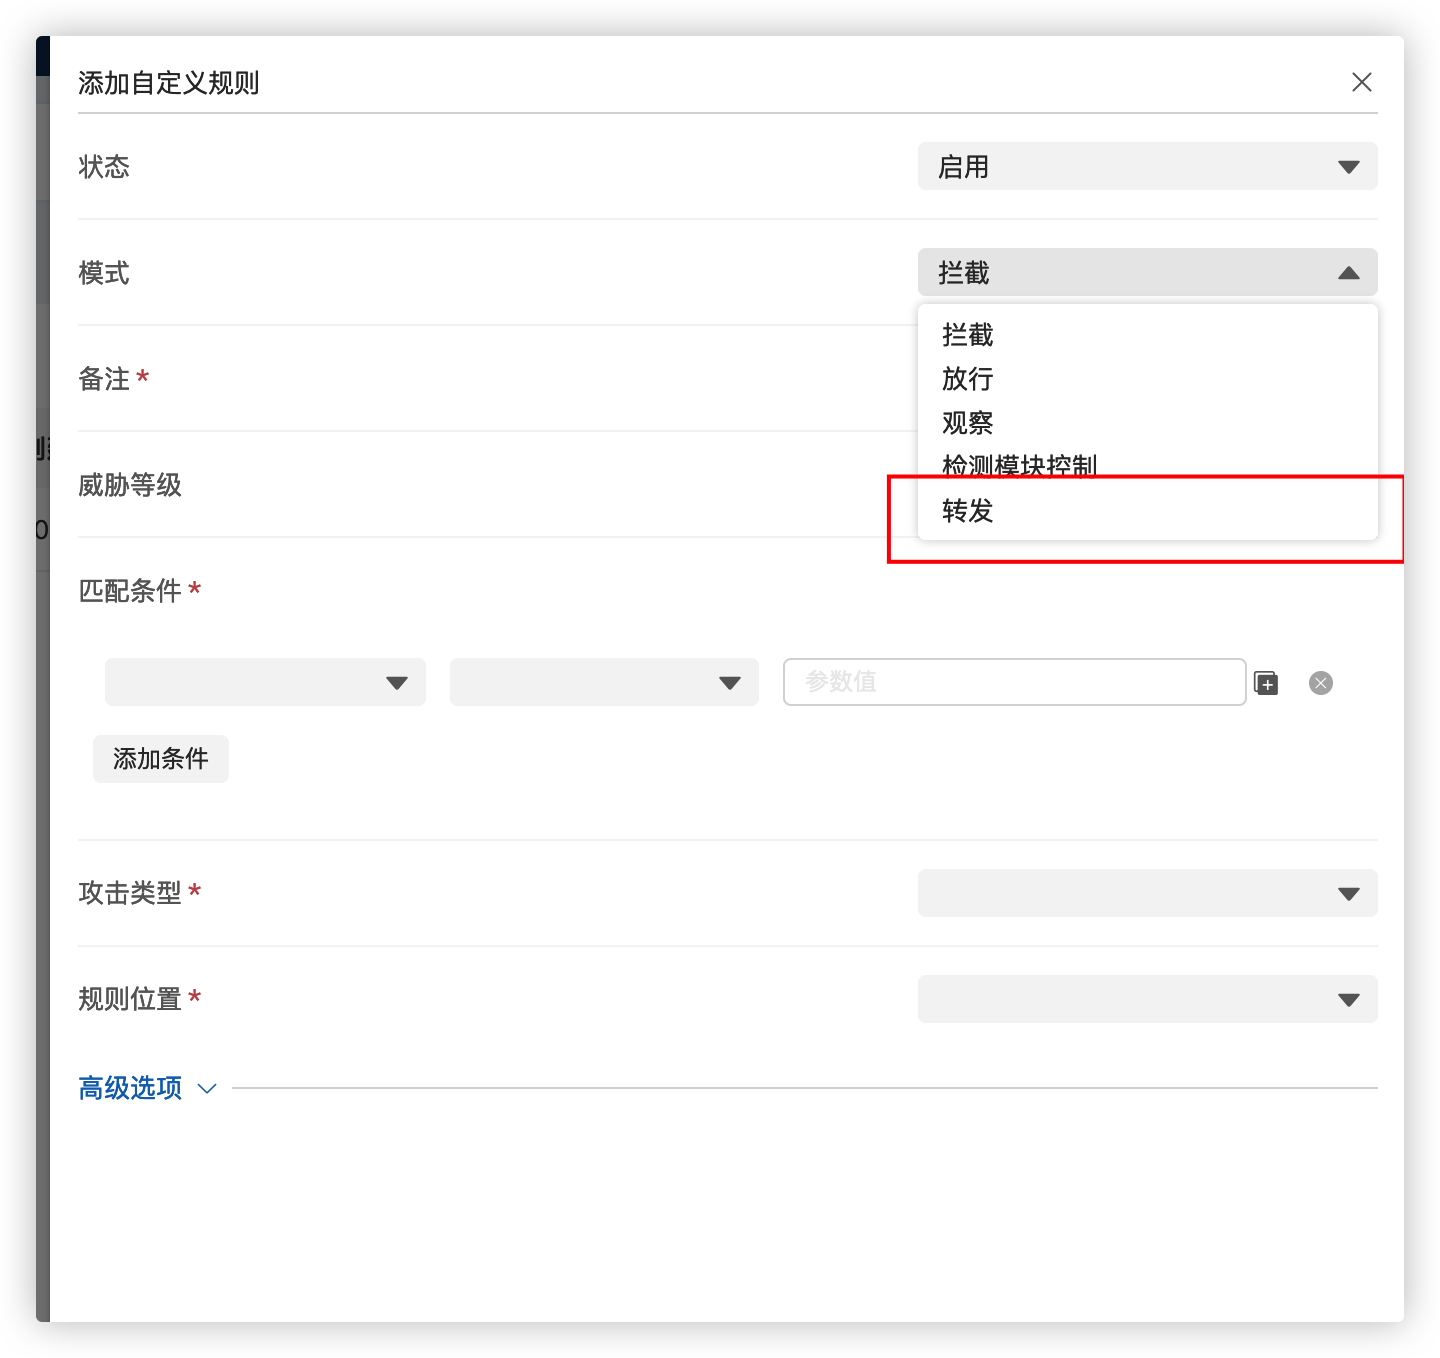 添加自定义规则
状态
启用
模式
拦截
拦截
放行
观察
检测模块控制
转发
备注*
威胁等级
匹配条件*
参数值
添加条件
攻击类型*
规则位置*
高级选项